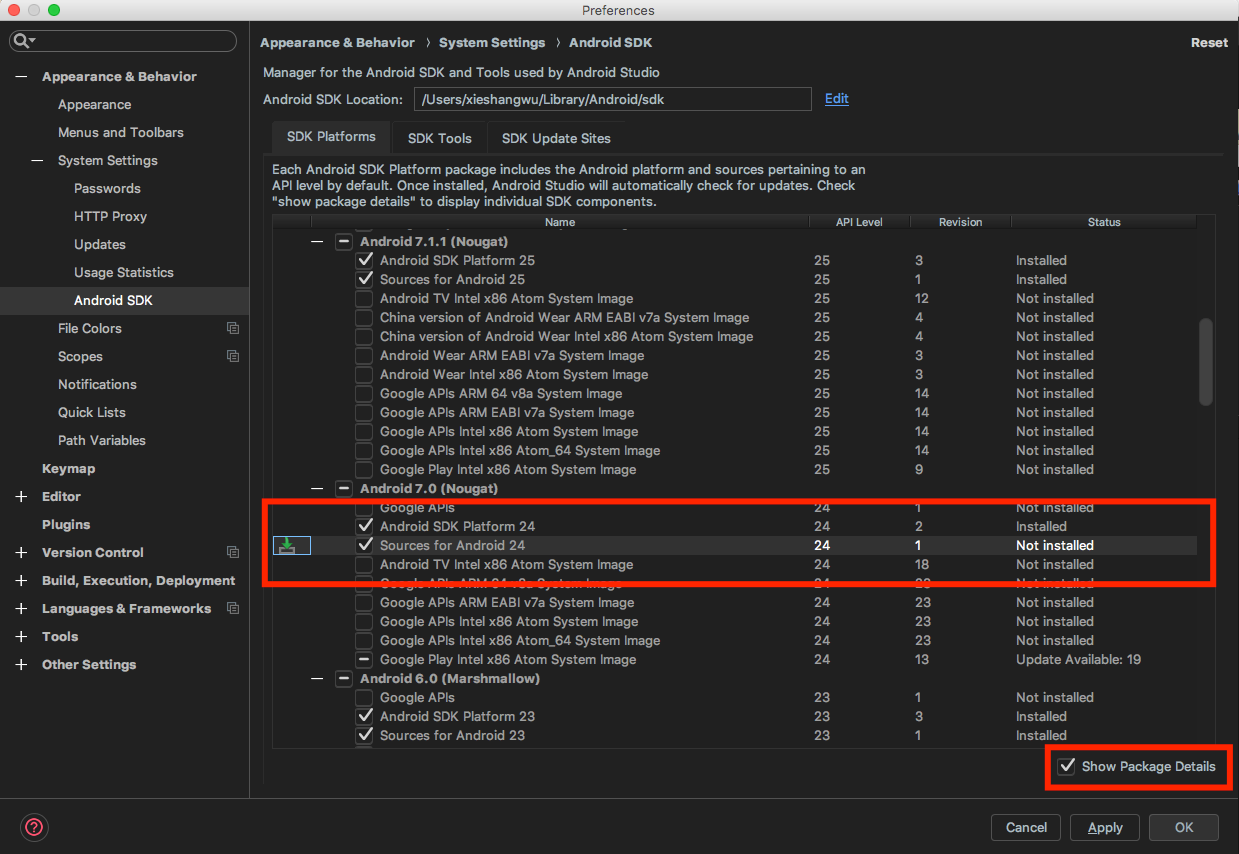 Preferences
Appearance & Behavior › System Settings › Android SDK
Reset
Appearance & Behavior
Appearance
Menus and Toolbars
System Settings
Passwords
HTTP Proxy
Updates
Usage Statistics
Android SDK
File Colors
Scopes
Notifications
Quick Lists
Path Variables
Keymap
Editor
Plugins
Version Control
Build, Execution, Deployment
Languages & Frameworks
Tools
Other Settings
Manager for the Android SDK and Tools used by Android Studio
Android SDK Location: /Users/xieshangwu/Library/Android/sdk Edit
SDK Platforms SDK Tools SDK Update Sites
Each Android SDK Platform package includes the Android platform and sources pertaining to an
API level by default. Once installed, Android Studio will automatically check for updates. Check
"show package details" to display individual SDK components.
Name API Level Revision Status
Android 7.1.1 (Nougat)
Android SDK Platform 25 25 3 Installed
Sources for Android 25 25 1 Installed
Android TV Intel x86 Atom System Image 25 12 Not installed
China version of Android Wear ARM EABI v7a System Image 25 4 Not installed
China version of Android Wear Intel x86 Atom System Image 25 4 Not installed
Android Wear ARM EABI v7a System Image 25 3 Not installed
Android Wear Intel x86 Atom System Image 25 3 Not installed
Google APIs ARM 64 v8a System Image 25 14 Not installed
Google APIs ARM EABI v7a System Image 25 14 Not installed
Google APIs Intel x86 Atom System Image 25 14 Not installed
Google APIs Intel x86 Atom_64 System Image 25 14 Not installed
Google Play Intel x86 Atom System Image 25 9 Not installed
Android 7.0 (Nougat)
Google APIs 24 1 Not installed
Android SDK Platform 24 24 2 Installed
Sources for Android 24 24 1 Not installed
Android TV Intel x86 Atom System Image 24 18 Not installed
Google APIs ARM 64 v8a System Image 24 23 Not installed
Google APIs ARM EABI v7a System Image 24 23 Not installed
Google APIs Intel x86 Atom System Image 24 23 Not installed
Google APIs Intel x86 Atom_64 System Image 24 23 Not installed
Google Play Intel x86 Atom System Image 24 13 Update Available: 19
Android 6.0 (Marshmallow)
Google APIs 23 1 Not installed
Android SDK Platform 23 23 3 Installed
Sources for Android 23 23 1 Installed
Show Package Details
?
Cancel Apply OK